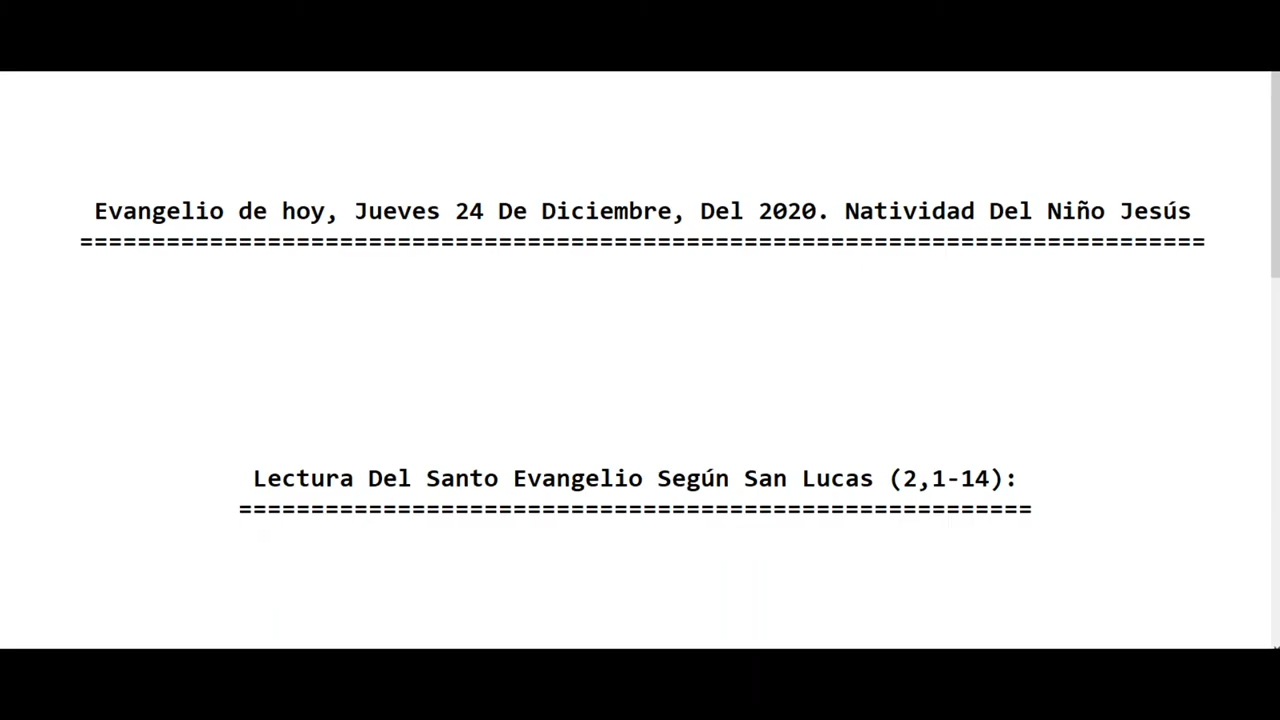 Evangelio de hoy, Jueves 24 De Diciembre, Del 2020. Natividad Del Niño Jesús
==============================================================================
Lectura Del Santo Evangelio Según San Lucas (2,1-14):
=======================================================